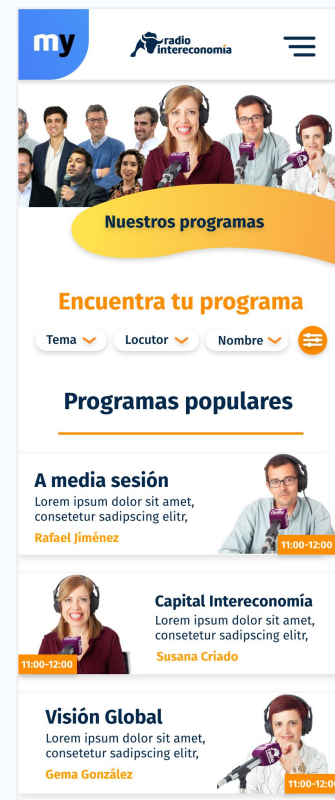 my
radio
intereconomía
Nuestros programas
Encuentra tu programa
Tema
Locutor
Nombre
Programas populares
A media sesión
Lorem ipsum dolor sit amet,
consetetur sadipscing elitr,
Rafael Jiménez
11:00-12:00
Capital Intereconomía
Lorem ipsum dolor sit amet,
consetetur sadipscing elitr,
Susana Criado
11:00-12:00
Visión Global
Lorem ipsum dolor sit amet,
consetetur sadipscing elitr,
Gema González
11:00-12:00